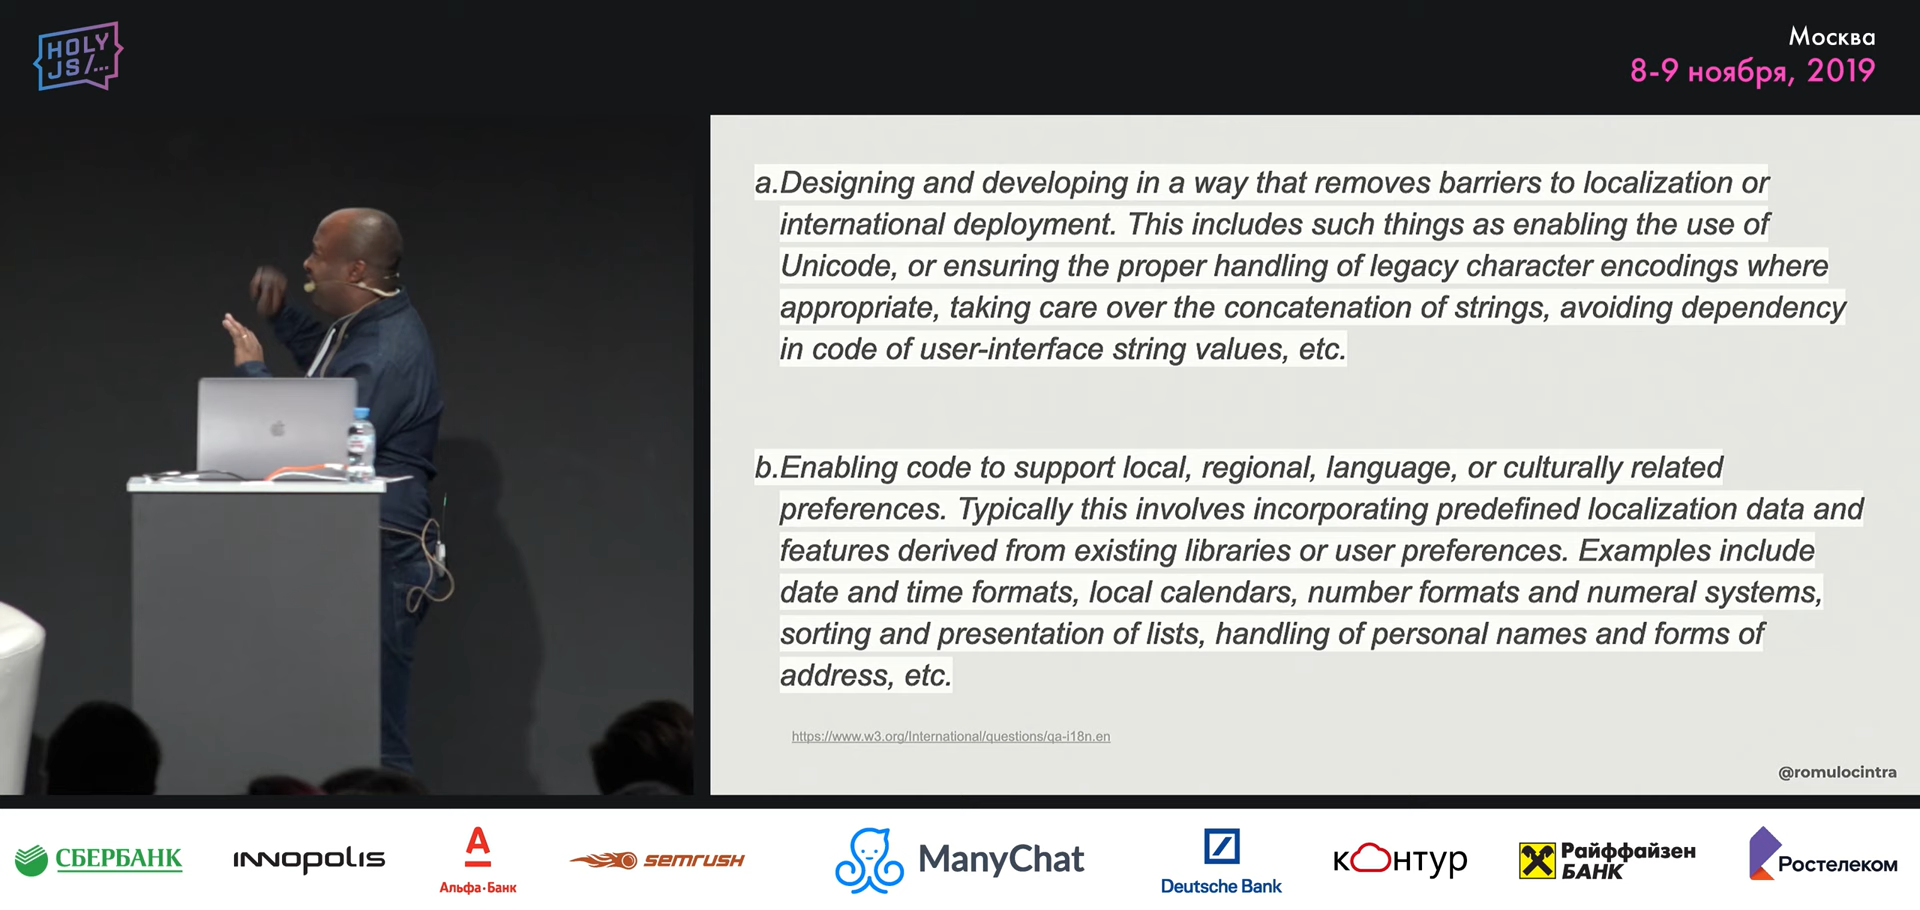 HOLY
JS/...
Москва
8-9 ноября, 2019
a.Designing and developing in a way that removes barriers to localization or
international deployment. This includes such things as enabling the use of
Unicode, or ensuring the proper handling of legacy character encodings where
appropriate, taking care over the concatenation of strings, avoiding dependency
in code of user-interface string values, etc.
b.Enabling code to support local, regional, language, or culturally related
preferences. Typically this involves incorporating predefined localization data and
features derived from existing libraries or user preferences. Examples include
date and time formats, local calendars, number formats and numeral systems,
sorting and presentation of lists, handling of personal names and forms of
address, etc.
https://www.w3.org/International/questions/qa-i18n.en
@romulocintra
СБЕРБАНК
INNOPOLIS
Альфа·Банк
semrush
ManyChat
Deutsche Bank
контур
Райффайзен
БАНК
Ростелеком